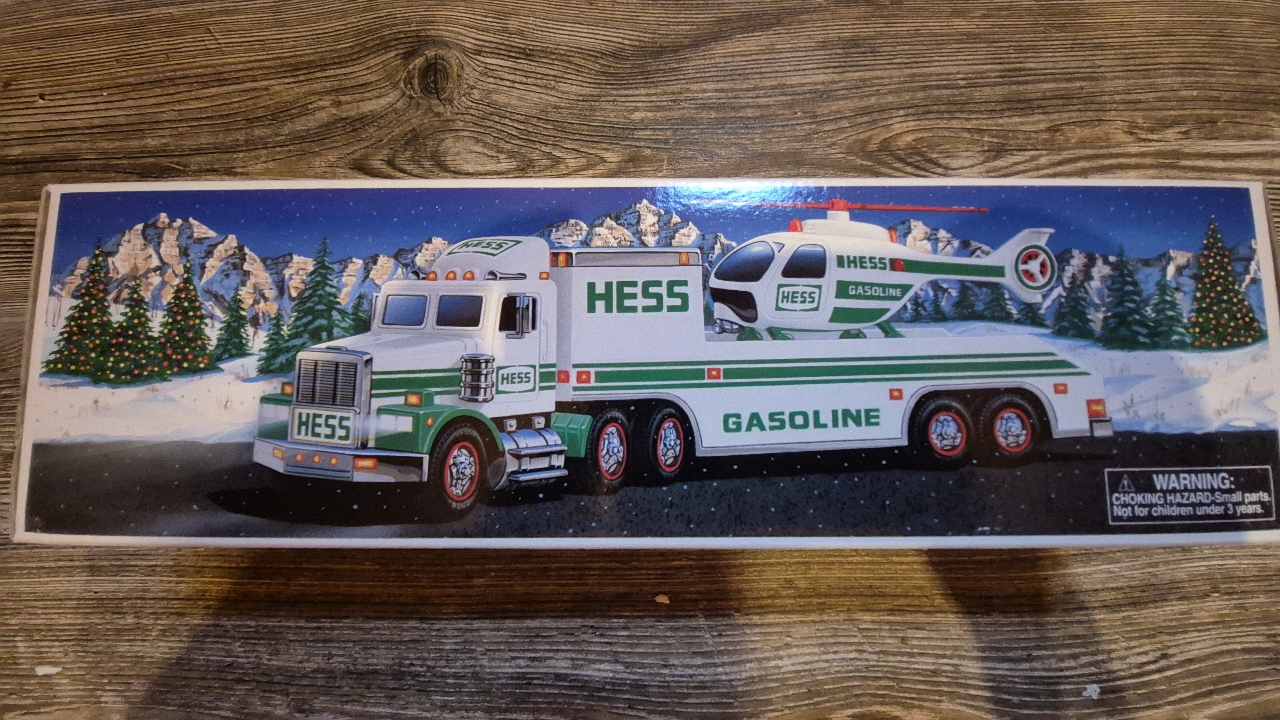 HESS
HESS
HESS
HESS
HESS
GASOLINE
HESS
HESS
GASOLINE
WARNING:
CHOKING HAZARD-Small parts.
Not for children under 3 years.